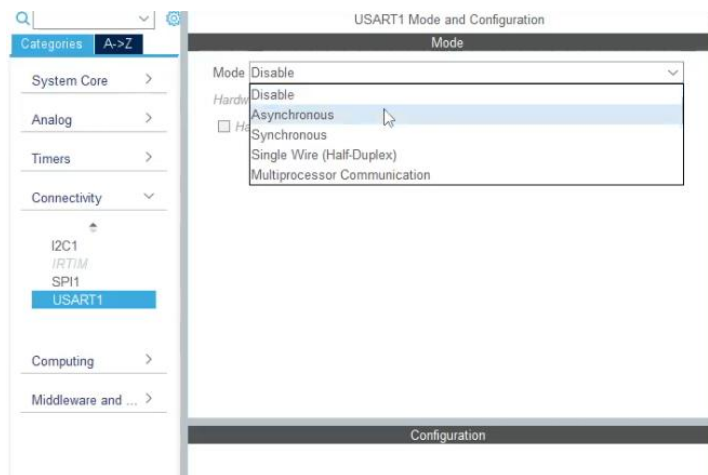 Categories A->Z
System Core
Analog
Timers
Connectivity
I2C1
IRTIM
SPI1
USART1
Computing
Middleware and ...
USART1 Mode and Configuration
Mode
Mode Disable
Disable
Asynchronous
Synchronous
Single Wire (Half-Duplex)
Multiprocessor Communication
Configuration